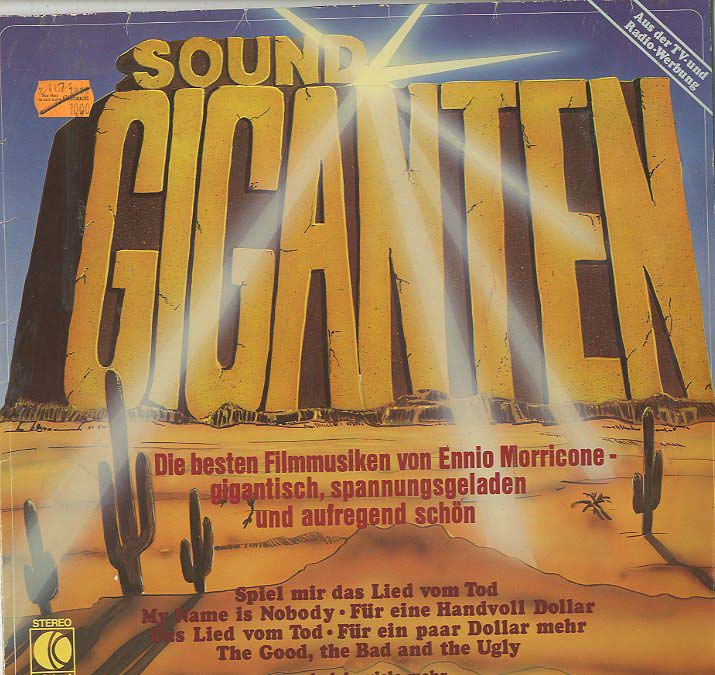 Aus der TV- und
Radio-Werbung
SOUND
GIGANTEN
Die besten Filmmusiken von Ennio Morricone -
gigantisch, spannungsgeladen
und aufregend schön
Spiel mir das Lied vom Tod
My Name is Nobody · Für eine Handvoll Dollar
Das Lied vom Tod · Für ein paar Dollar mehr
The Good, the Bad and the Ugly
STEREO
K